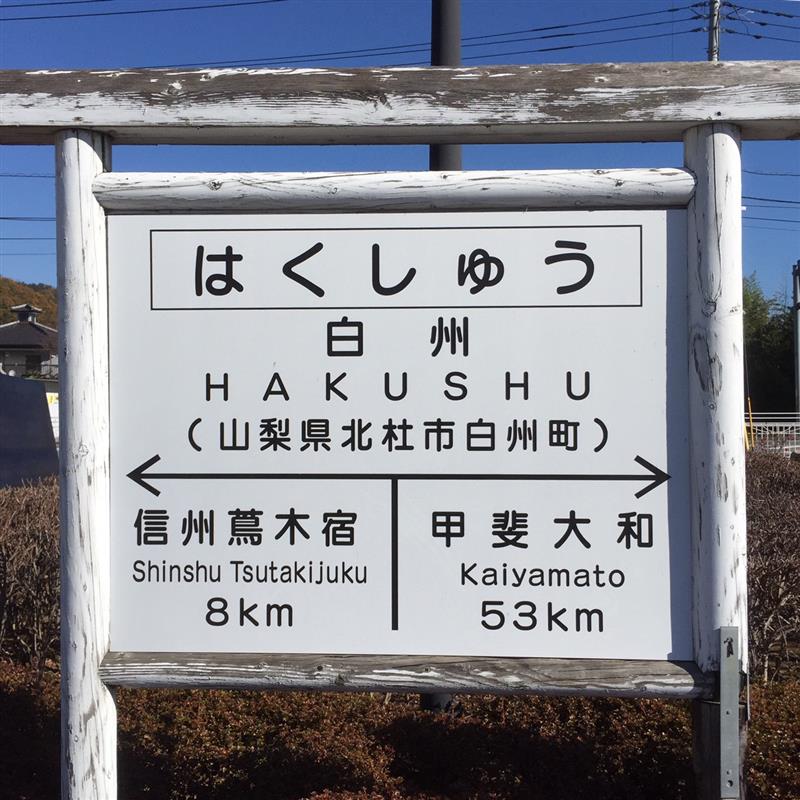 はくしゅう
白州
HAKUSHU
（山梨県北杜市白州町）
信州蔦木宿
Shinshu Tsutakijuku
8km
甲斐大和
Kaiyamato
53km